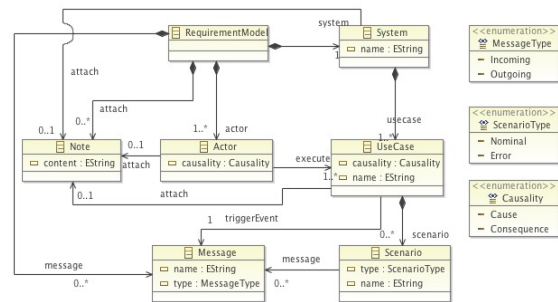 system
RequirementModel
System
name : EString
1
<<enumeration>>
MessageType
Incoming
Outgoing
attach
attach
usecase
<<enumeration>>
ScenarioType
Nominal
Error
0..1
0..*
1..*
actor
1..*
Note
content : EString
0..1
attach
Actor
causality : Causality
execute
1..*
UseCase
causality : Causality
name : EString
<<enumeration>>
Causality
Cause
Consequence
0..1
attach
1
triggerEvent
0..*
scenario
message
0..*
Message
name : EString
type : MessageType
message
0..*
Scenario
type : ScenarioType
name : EString